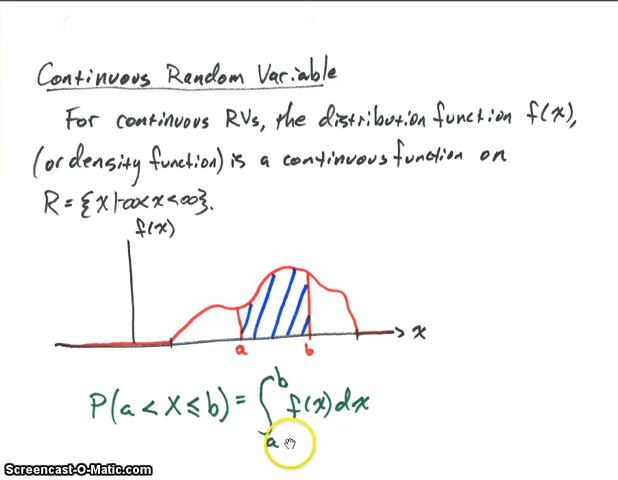 Continuous Random Variable
For continuous RVs, the distribution function f(x),
(or density function) is a continuous function on
R = {x|-∞<x<∞}.
f(x)
x
a b
P(a < X ≤ b) = ∫_a^b f(x)dx
Screencast-O-Matic.com